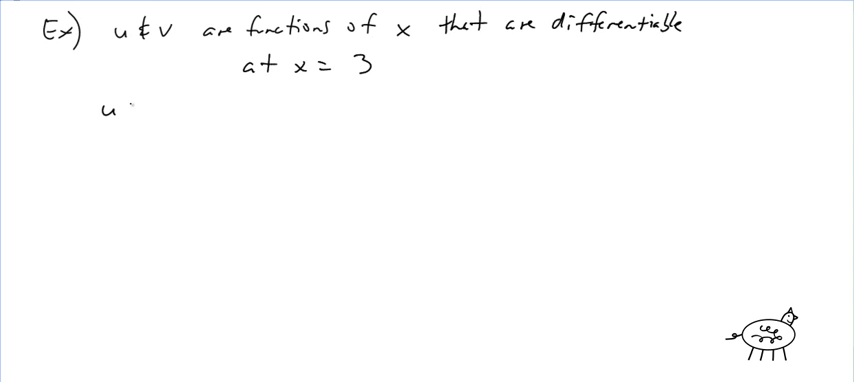 Ex) u & v are functions of x that are differentiable
at x = 3
u